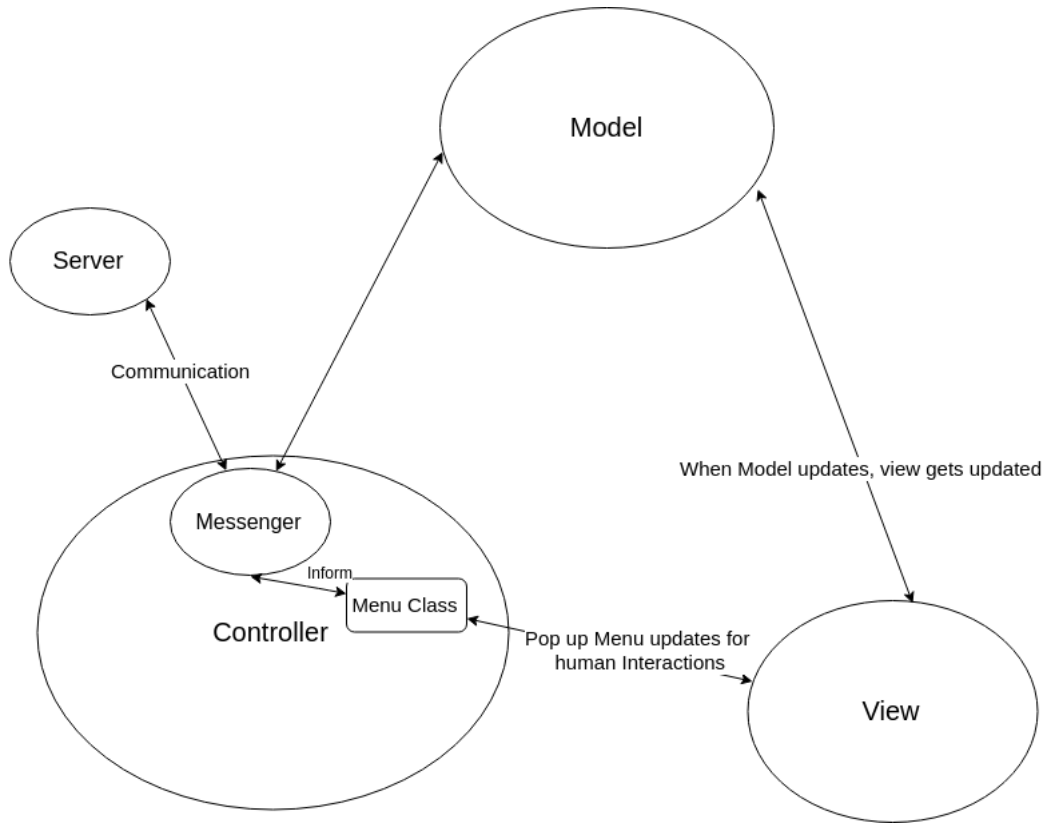 Model
Server
Communication
When Model updates, view gets updated
Messenger
Inform
Menu Class
Controller
Pop up Menu updates for
human Interactions
View